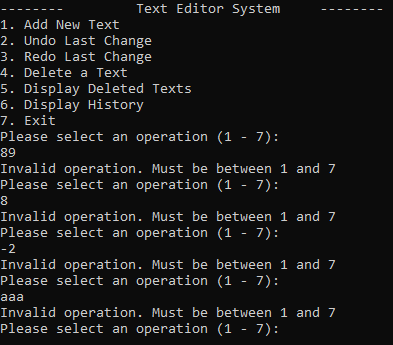 --------         Text Editor System     --------
1. Add New Text
2. Undo Last Change
3. Redo Last Change
4. Delete a Text
5. Display Deleted Texts
6. Display History
7. Exit
Please select an operation (1 - 7):
89
Invalid operation. Must be between 1 and 7
Please select an operation (1 - 7):
8
Invalid operation. Must be between 1 and 7
Please select an operation (1 - 7):
-2
Invalid operation. Must be between 1 and 7
Please select an operation (1 - 7):
aaa
Invalid operation. Must be between 1 and 7
Please select an operation (1 - 7):